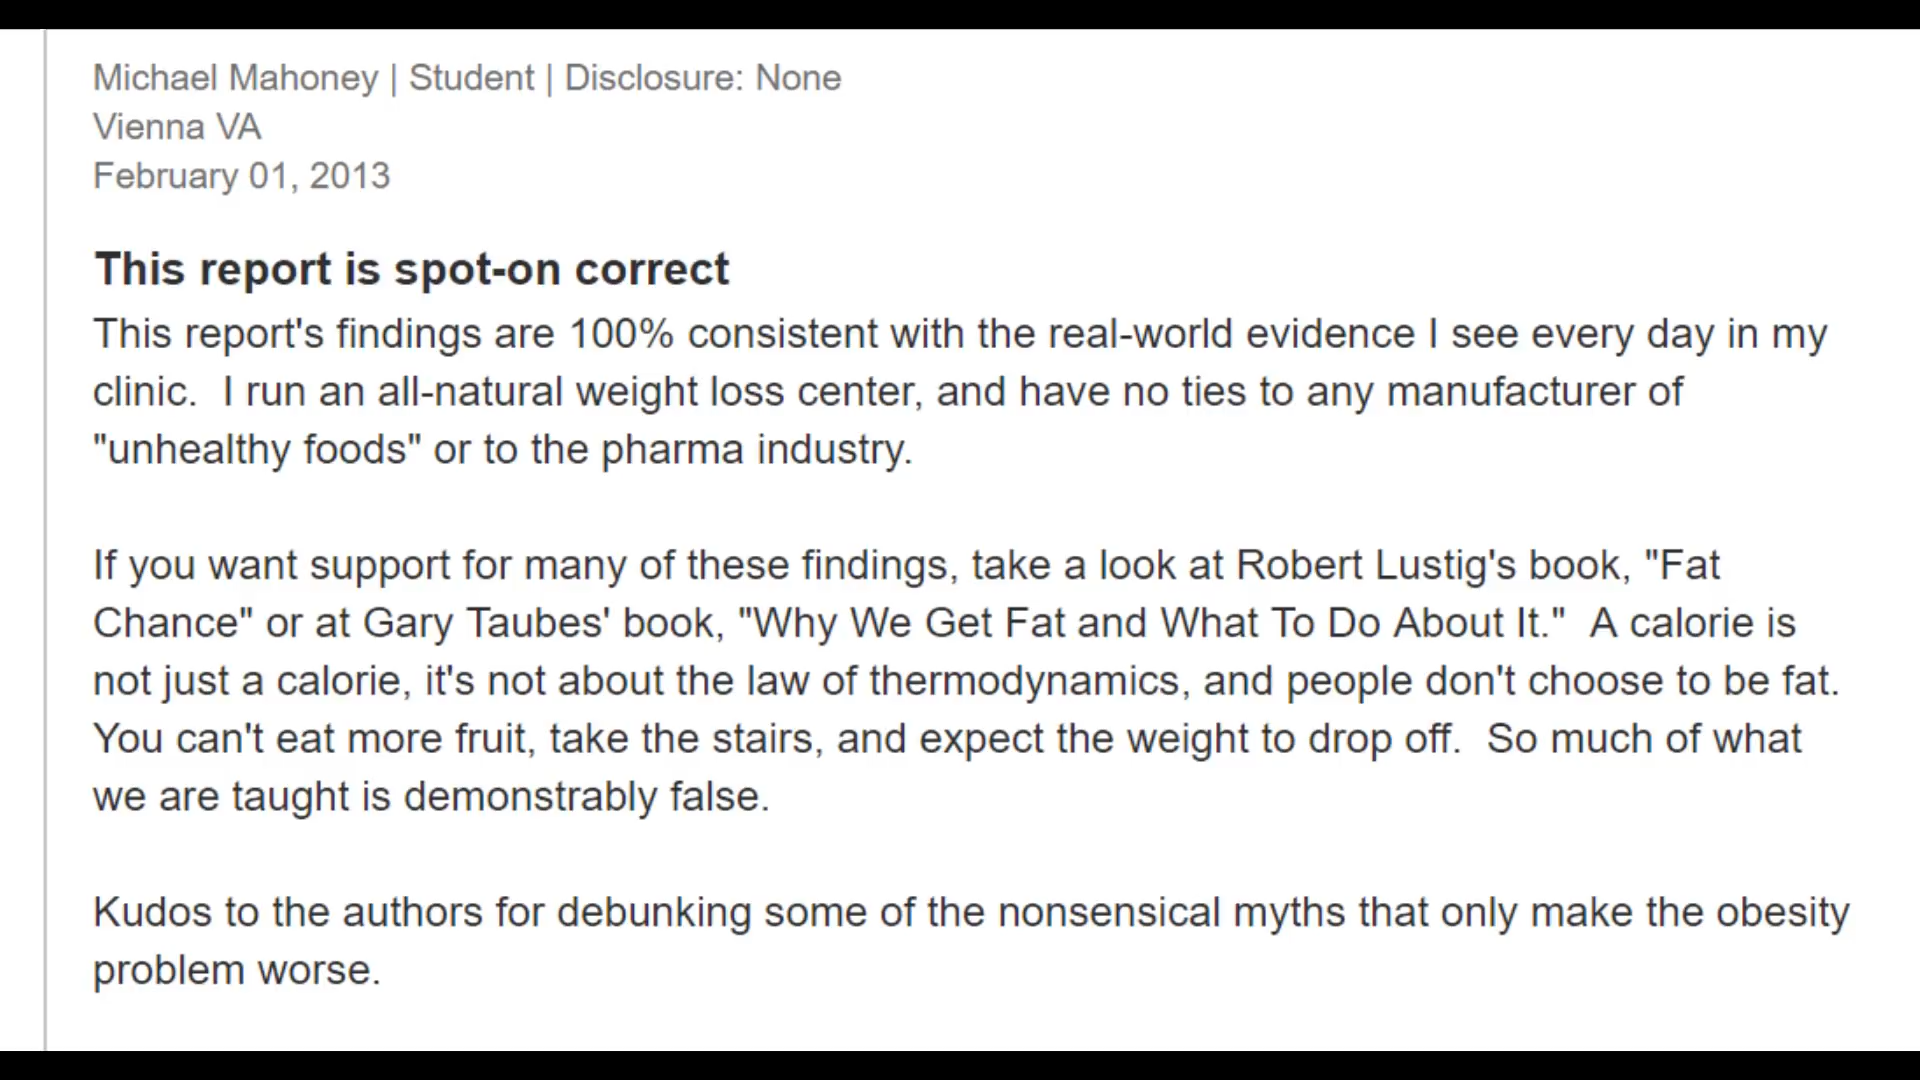 Michael Mahoney | Student | Disclosure: None
Vienna VA
February 01, 2013
This report is spot-on correct
This report's findings are 100% consistent with the real-world evidence I see every day in my
clinic.  I run an all-natural weight loss center, and have no ties to any manufacturer of
"unhealthy foods" or to the pharma industry.
If you want support for many of these findings, take a look at Robert Lustig's book, "Fat
Chance" or at Gary Taubes' book, "Why We Get Fat and What To Do About It."  A calorie is
not just a calorie, it's not about the law of thermodynamics, and people don't choose to be fat.
You can't eat more fruit, take the stairs, and expect the weight to drop off.  So much of what
we are taught is demonstrably false.
Kudos to the authors for debunking some of the nonsensical myths that only make the obesity
problem worse.